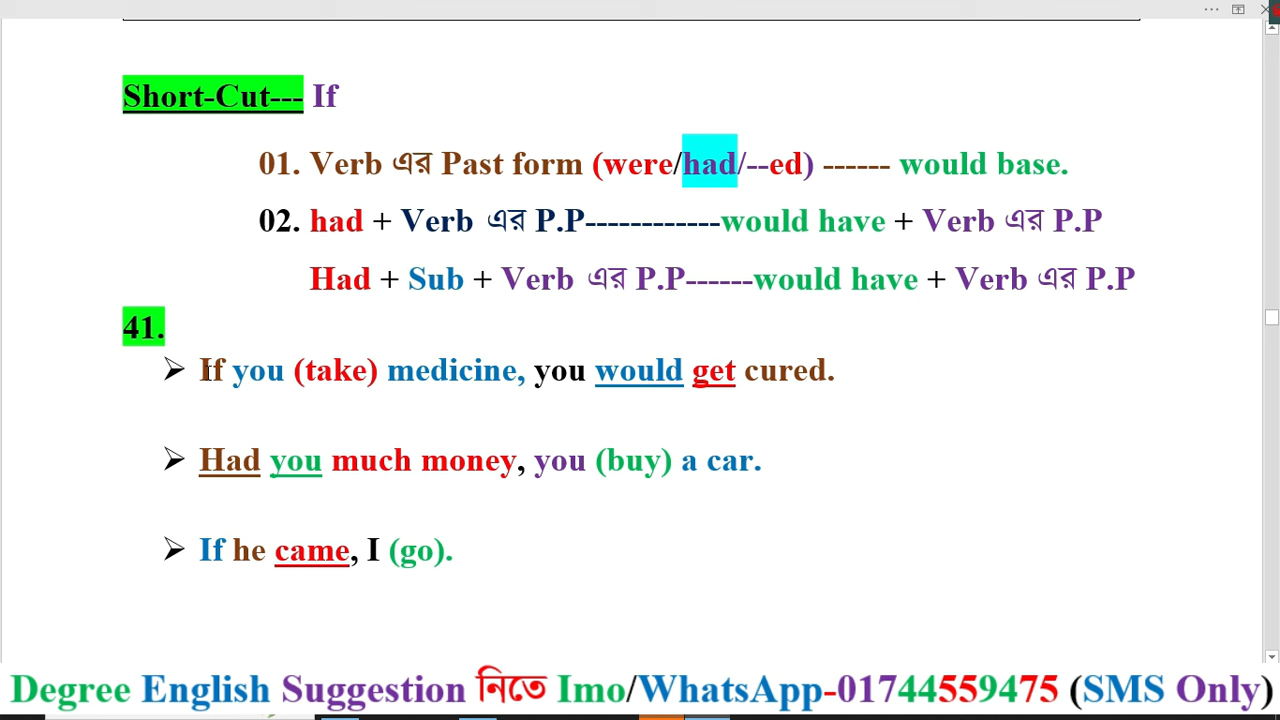 Short-Cut--- If
01. Verb এর Past form (were/had/--ed) ------ would base.
02. had + Verb এর P.P------------would have + Verb এর P.P
Had + Sub + Verb এর P.P------would have + Verb এর P.P
41.
➢ If you (take) medicine, you would get cured.
➢ Had you much money, you (buy) a car.
➢ If he came, I (go).
Degree English Suggestion নিতে Imo/WhatsApp-01744559475 (SMS Only)